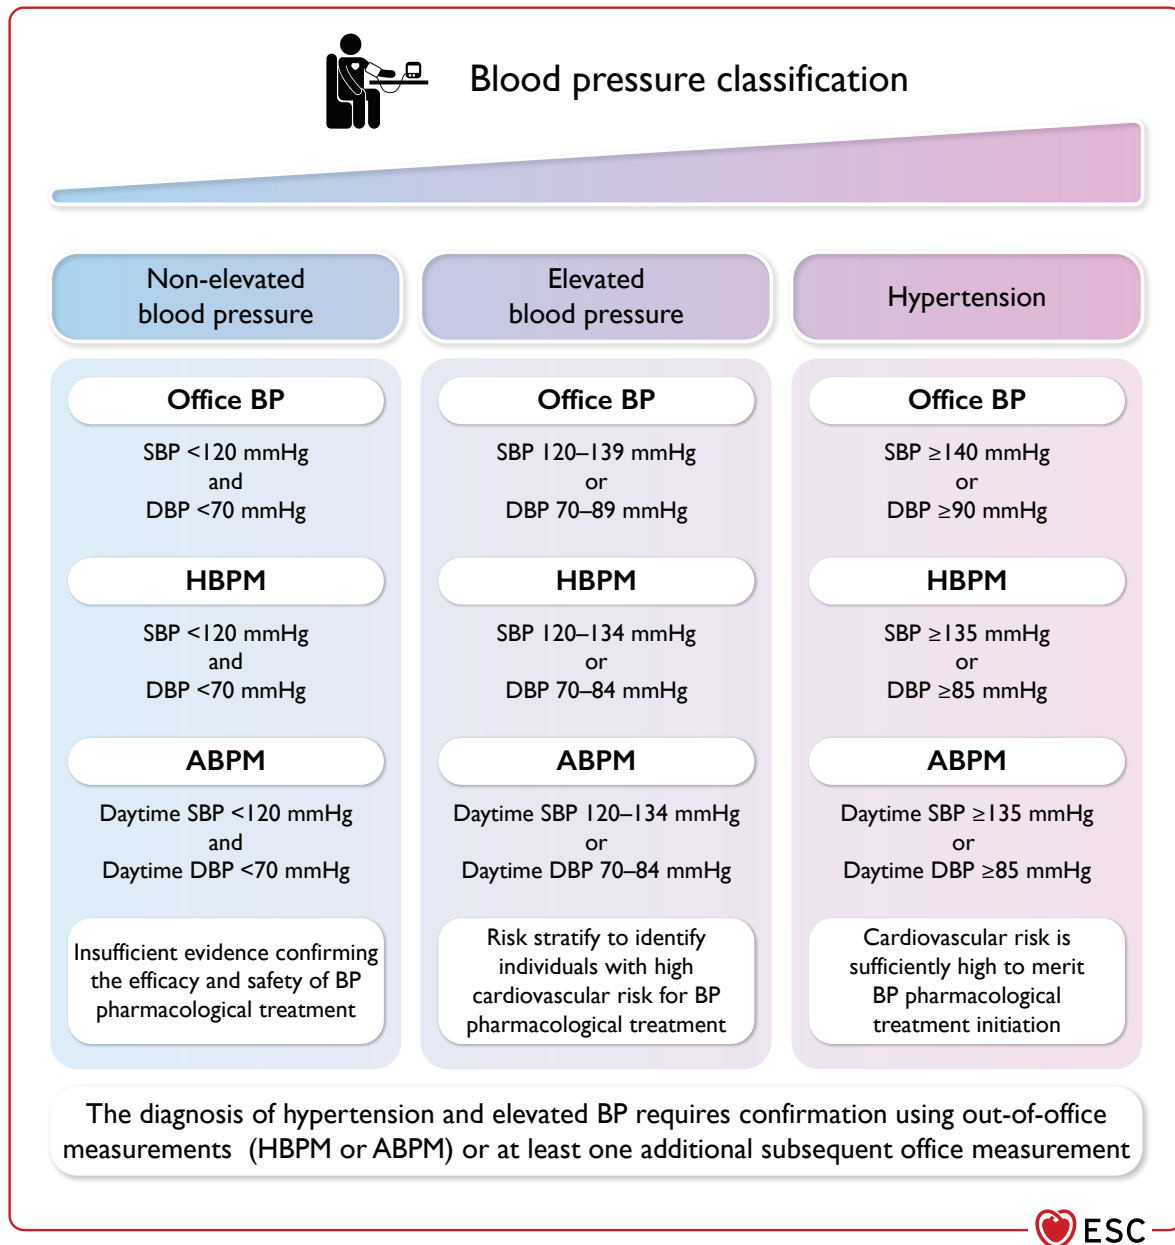 Blood pressure classification
Non-elevated
blood pressure
Office BP
SBP <120 mmHg
and
DBP <70 mmHg
HBPM
SBP <120 mmHg
and
DBP <70 mmHg
ABPM
Daytime SBP <120 mmHg
and
Daytime DBP <70 mmHg
Insufficient evidence confirming
the efficacy and safety of BP
pharmacological treatment
Elevated
blood pressure
Office BP
SBP 120–139 mmHg
or
DBP 70–89 mmHg
HBPM
SBP 120–134 mmHg
or
DBP 70–84 mmHg
ABPM
Daytime SBP 120–134 mmHg
or
Daytime DBP 70–84 mmHg
Risk stratify to identify
individuals with high
cardiovascular risk for BP
pharmacological treatment
Hypertension
Office BP
SBP ≥140 mmHg
or
DBP ≥90 mmHg
HBPM
SBP ≥135 mmHg
or
DBP ≥85 mmHg
ABPM
Daytime SBP ≥135 mmHg
or
Daytime DBP ≥85 mmHg
Cardiovascular risk is
sufficiently high to merit
BP pharmacological
treatment initiation
The diagnosis of hypertension and elevated BP requires confirmation using out-of-office
measurements (HBPM or ABPM) or at least one additional subsequent office measurement
ESC